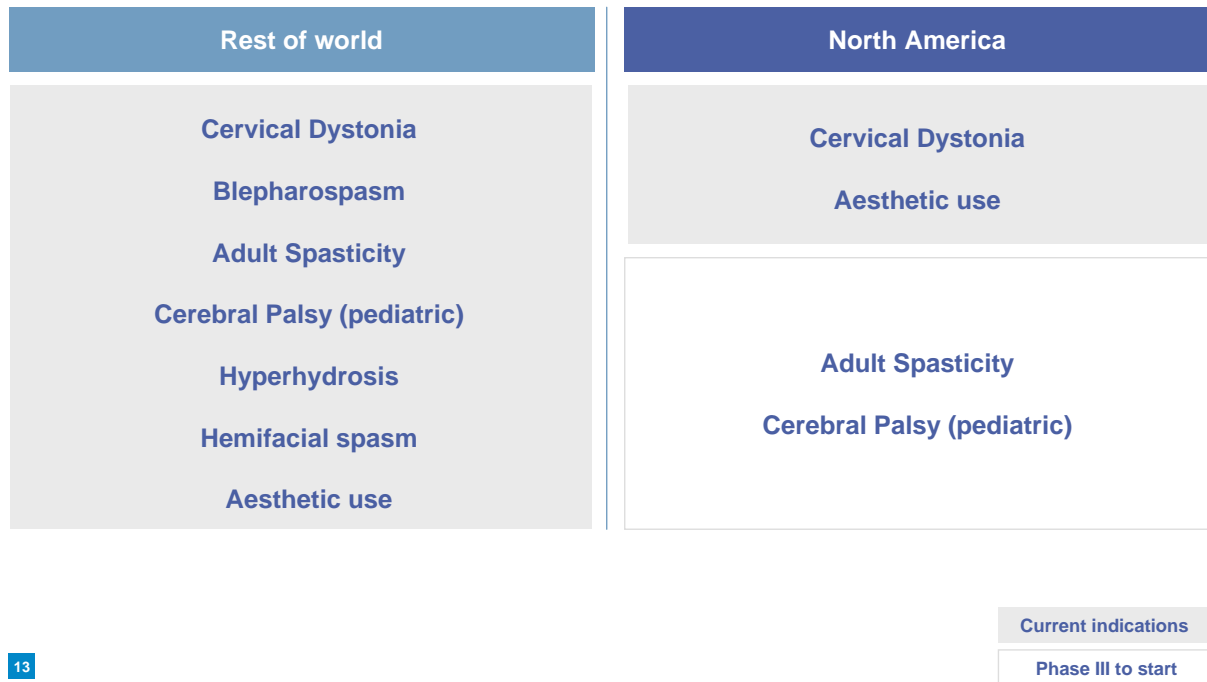 Rest of world
Cervical Dystonia
Blepharospasm
Adult Spasticity
Cerebral Palsy (pediatric)
Hyperhydrosis
Hemifacial spasm
Aesthetic use
North America
Cervical Dystonia
Aesthetic use
Adult Spasticity
Cerebral Palsy (pediatric)
Current indications
Phase III to start
13